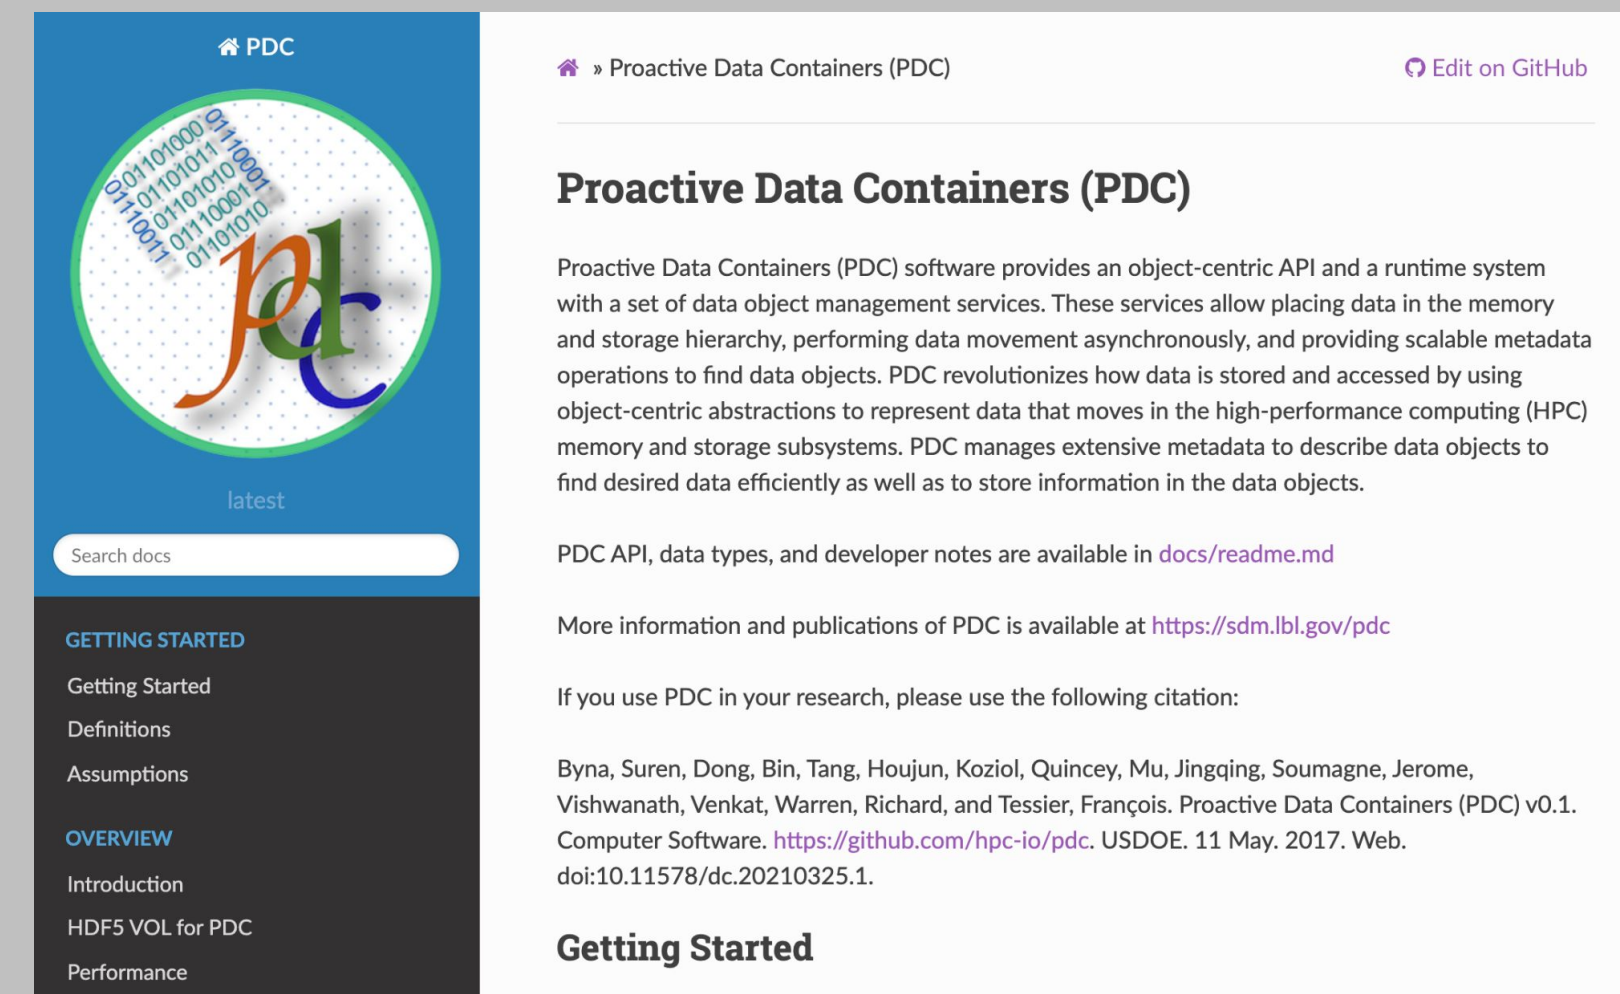 PDC
01101000 01110001
01101011
01101010
01110011 01110001
01101010
pdc
latest
Search docs
GETTING STARTED
Getting Started
Definitions
Assumptions
OVERVIEW
Introduction
HDF5 VOL for PDC
Performance
» Proactive Data Containers (PDC)
Edit on GitHub
Proactive Data Containers (PDC)
Proactive Data Containers (PDC) software provides an object-centric API and a runtime system
with a set of data object management services. These services allow placing data in the memory
and storage hierarchy, performing data movement asynchronously, and providing scalable metadata
operations to find data objects. PDC revolutionizes how data is stored and accessed by using
object-centric abstractions to represent data that moves in the high-performance computing (HPC)
memory and storage subsystems. PDC manages extensive metadata to describe data objects to
find desired data efficiently as well as to store information in the data objects.
PDC API, data types, and developer notes are available in docs/readme.md
More information and publications of PDC is available at https://sdm.lbl.gov/pdc
If you use PDC in your research, please use the following citation:
Byna, Suren, Dong, Bin, Tang, Houjun, Koziol, Quincey, Mu, Jingqing, Soumagne, Jerome,
Vishwanath, Venkat, Warren, Richard, and Tessier, François. Proactive Data Containers (PDC) v0.1.
Computer Software. https://github.com/hpc-io/pdc. USDOE. 11 May. 2017. Web.
doi:10.11578/dc.20210325.1.
Getting Started